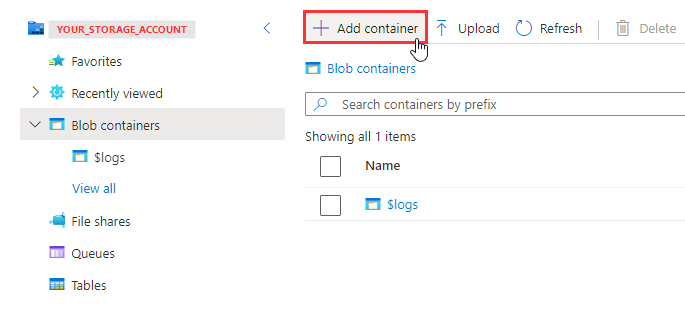 YOUR_STORAGE_ACCOUNT
Favorites
Recently viewed
Blob containers
$logs
View all
File shares
Queues
Tables
Add container Upload Refresh Delete
Blob containers
Search containers by prefix
Showing all 1 items
Name
$logs